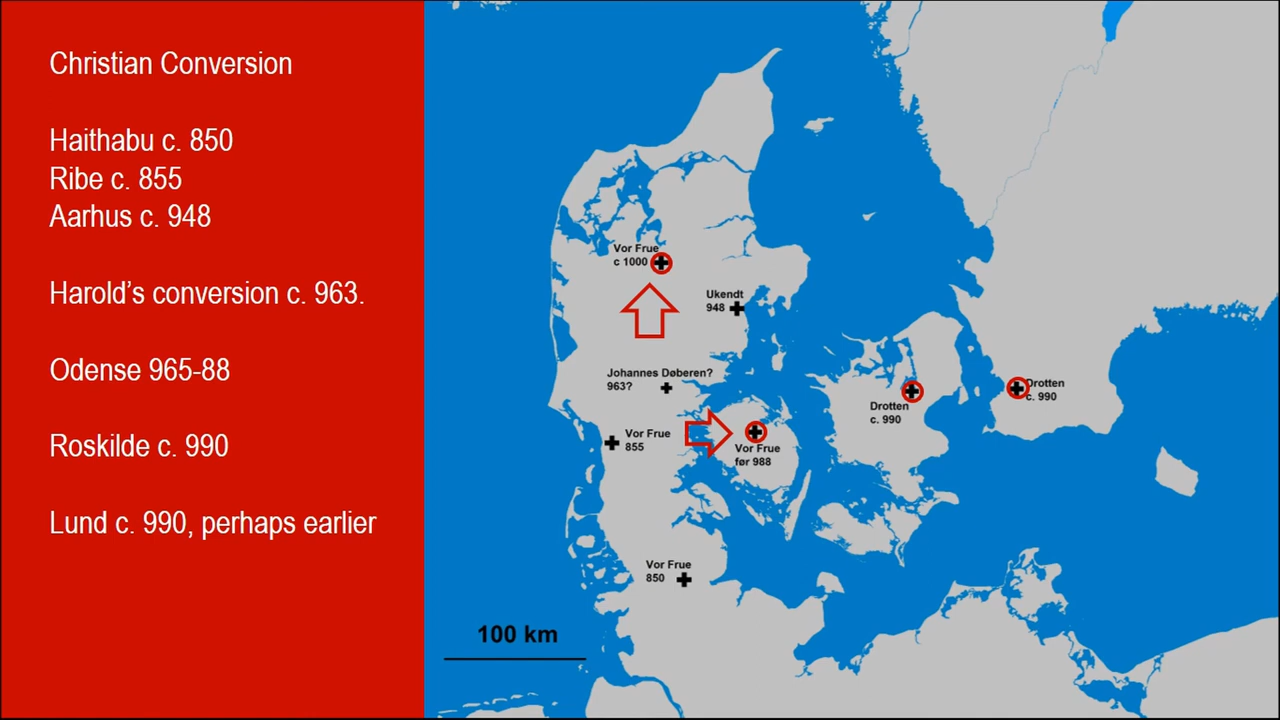 Christian Conversion
Haithabu c. 850
Ribe c. 855
Aarhus c. 948
Harold's conversion c. 963.
Odense 965-88
Roskilde c. 990
Lund c. 990, perhaps earlier
Vor Frue
c 1000
Ukendt
948
Johannes Døberen?
963?
Drotten
c. 990
Drotten
c. 990
Vor Frue
855
Vor Frue
før 988
Vor Frue
850
100 km